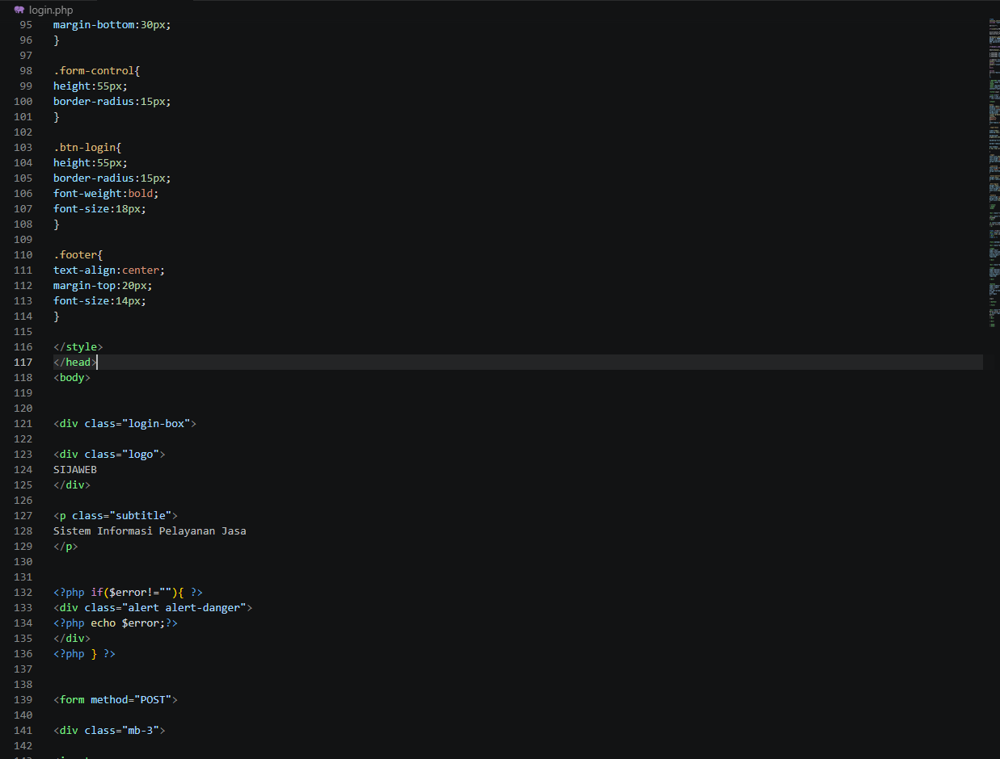 login.php
95 margin-bottom:30px;
96 }
97
98 .form-control{
99 height:55px;
100 border-radius:15px;
101 }
102
103 .btn-login{
104 height:55px;
105 border-radius:15px;
106 font-weight:bold;
107 font-size:18px;
108 }
109
110 .footer{
111 text-align:center;
112 margin-top:20px;
113 font-size:14px;
114 }
115
116 </style>
117 </head>
118 <body>
119
120
121 <div class="login-box">
122
123 <div class="logo">
124 SIJAWEB
125 </div>
126
127 <p class="subtitle">
128 Sistem Informasi Pelayanan Jasa
129 </p>
130
131
132 <?php if($error!=""){ ?>
133 <div class="alert alert-danger">
134 <?php echo $error;?>
135 </div>
136 <?php } ?>
137
138
139 <form method="POST">
140
141 <div class="mb-3">
142